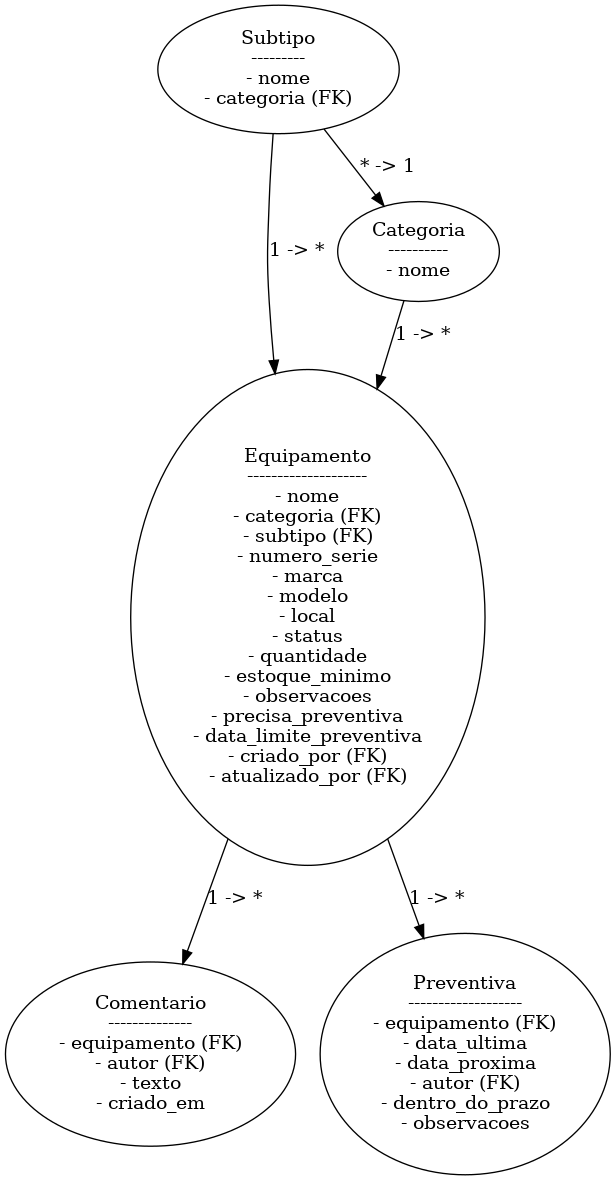 Subtipo
---------
- nome
- categoria (FK)
* -> 1
Categoria
----------
- nome
1 -> *
1 -> *
Equipamento
--------------------
- nome
- categoria (FK)
- subtipo (FK)
- numero_serie
- marca
- modelo
- local
- status
- quantidade
- estoque_minimo
- observacoes
- precisa_preventiva
- data_limite_preventiva
- criado_por (FK)
- atualizado_por (FK)
1 -> *
1 -> *
Comentario
--------------
- equipamento (FK)
- autor (FK)
- texto
- criado_em
Preventiva
-------------------
- equipamento (FK)
- data_ultima
- data_proxima
- autor (FK)
- dentro_do_prazo
- observacoes